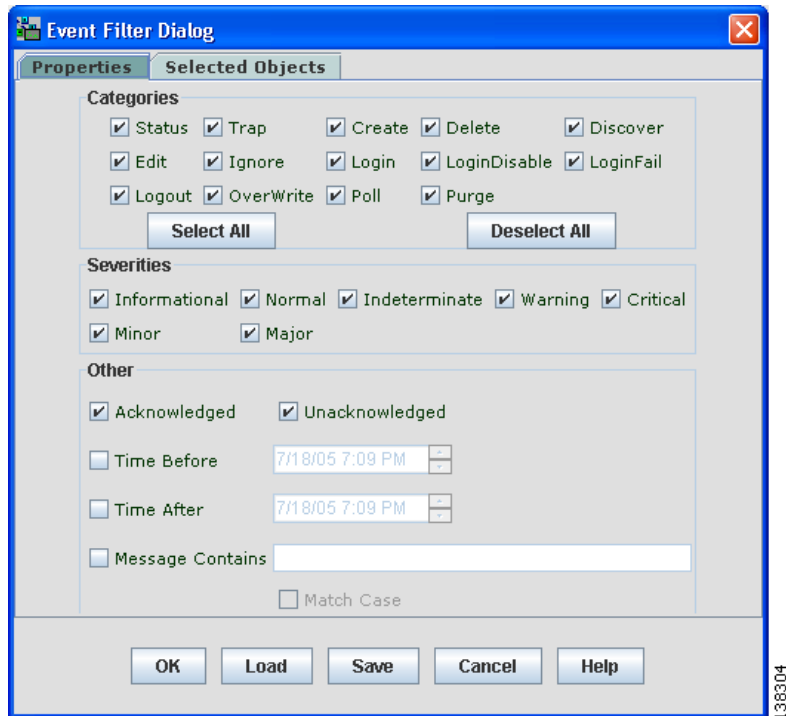 Event Filter Dialog
Properties Selected Objects
Categories
Status Trap Create Delete Discover
Edit Ignore Login LoginDisable LoginFail
Logout OverWrite Poll Purge
Select All Deselect All
Severities
Informational Normal Indeterminate Warning Critical
Minor Major
Other
Acknowledged Unacknowledged
Time Before 7/18/05 7:09 PM
Time After 7/18/05 7:09 PM
Message Contains
Match Case
OK Load Save Cancel Help
138304